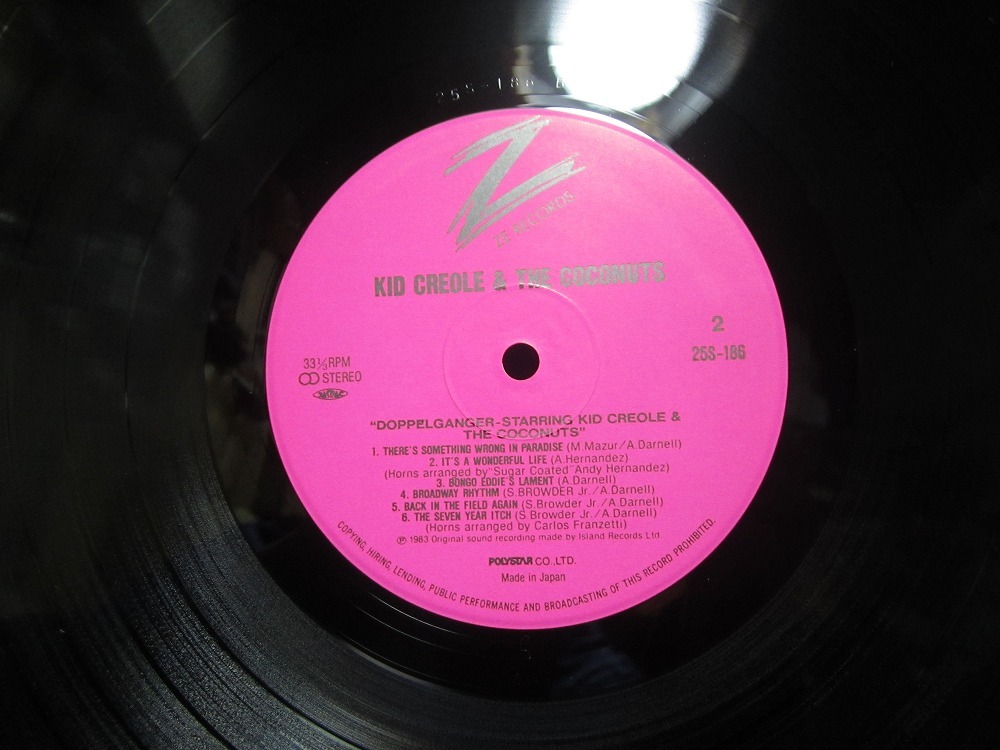 25S-186
Z
ZE RECORDS
KID CREOLE & THE COCONUTS
2
25S-186
33⅓RPM
STEREO
"DOPPELGANGER-STARRING KID CREOLE &
THE COCONUTS"
1. THERE'S SOMETHING WRONG IN PARADISE (M.Mazur/A.Darnell)
2. IT'S A WONDERFUL LIFE (A.Hernandez)
(Horns arranged by "Sugar Coated" Andy Hernandez)
3. BONGO EDDIE'S LAMENT (A.Darnell)
4. BROADWAY RHYTHM (S.BROWDER Jr./A.Darnell)
5. BACK IN THE FIELD AGAIN (S.Browder Jr./A.Darnell)
6. THE SEVEN YEAR ITCH (S.Browder Jr./A.Darnell)
(Horns arranged by Carlos Franzetti)
℗ 1983 Original sound recording made by Island Records Ltd.
POLYSTAR CO.,LTD.
Made in Japan
COPYING, HIRING, LENDING, PUBLIC PERFORMANCE AND BROADCASTING OF THIS RECORD PROHIBITED.